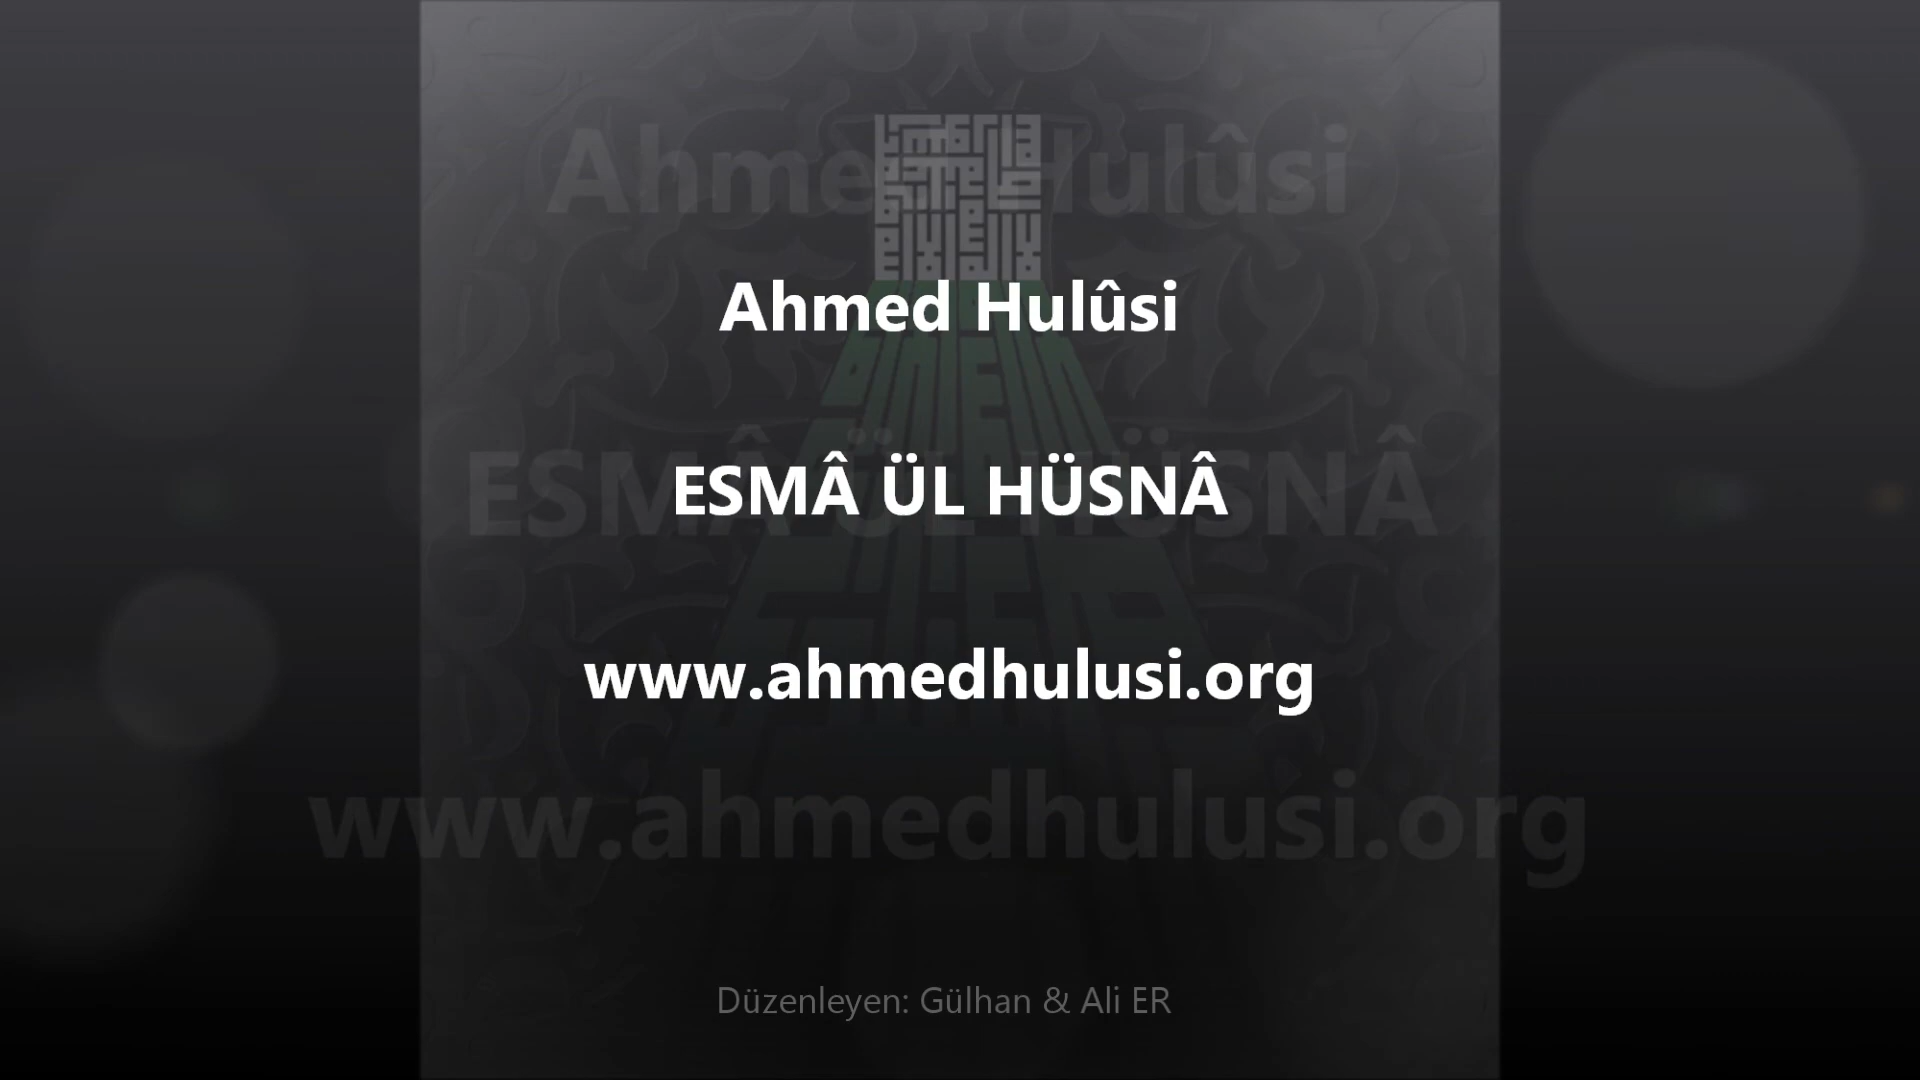 Ahmed Hulûsi
ESMÂ ÜL HÜSNÂ
www.ahmedhulusi.org
Düzenleyen: Gülhan & Ali ER